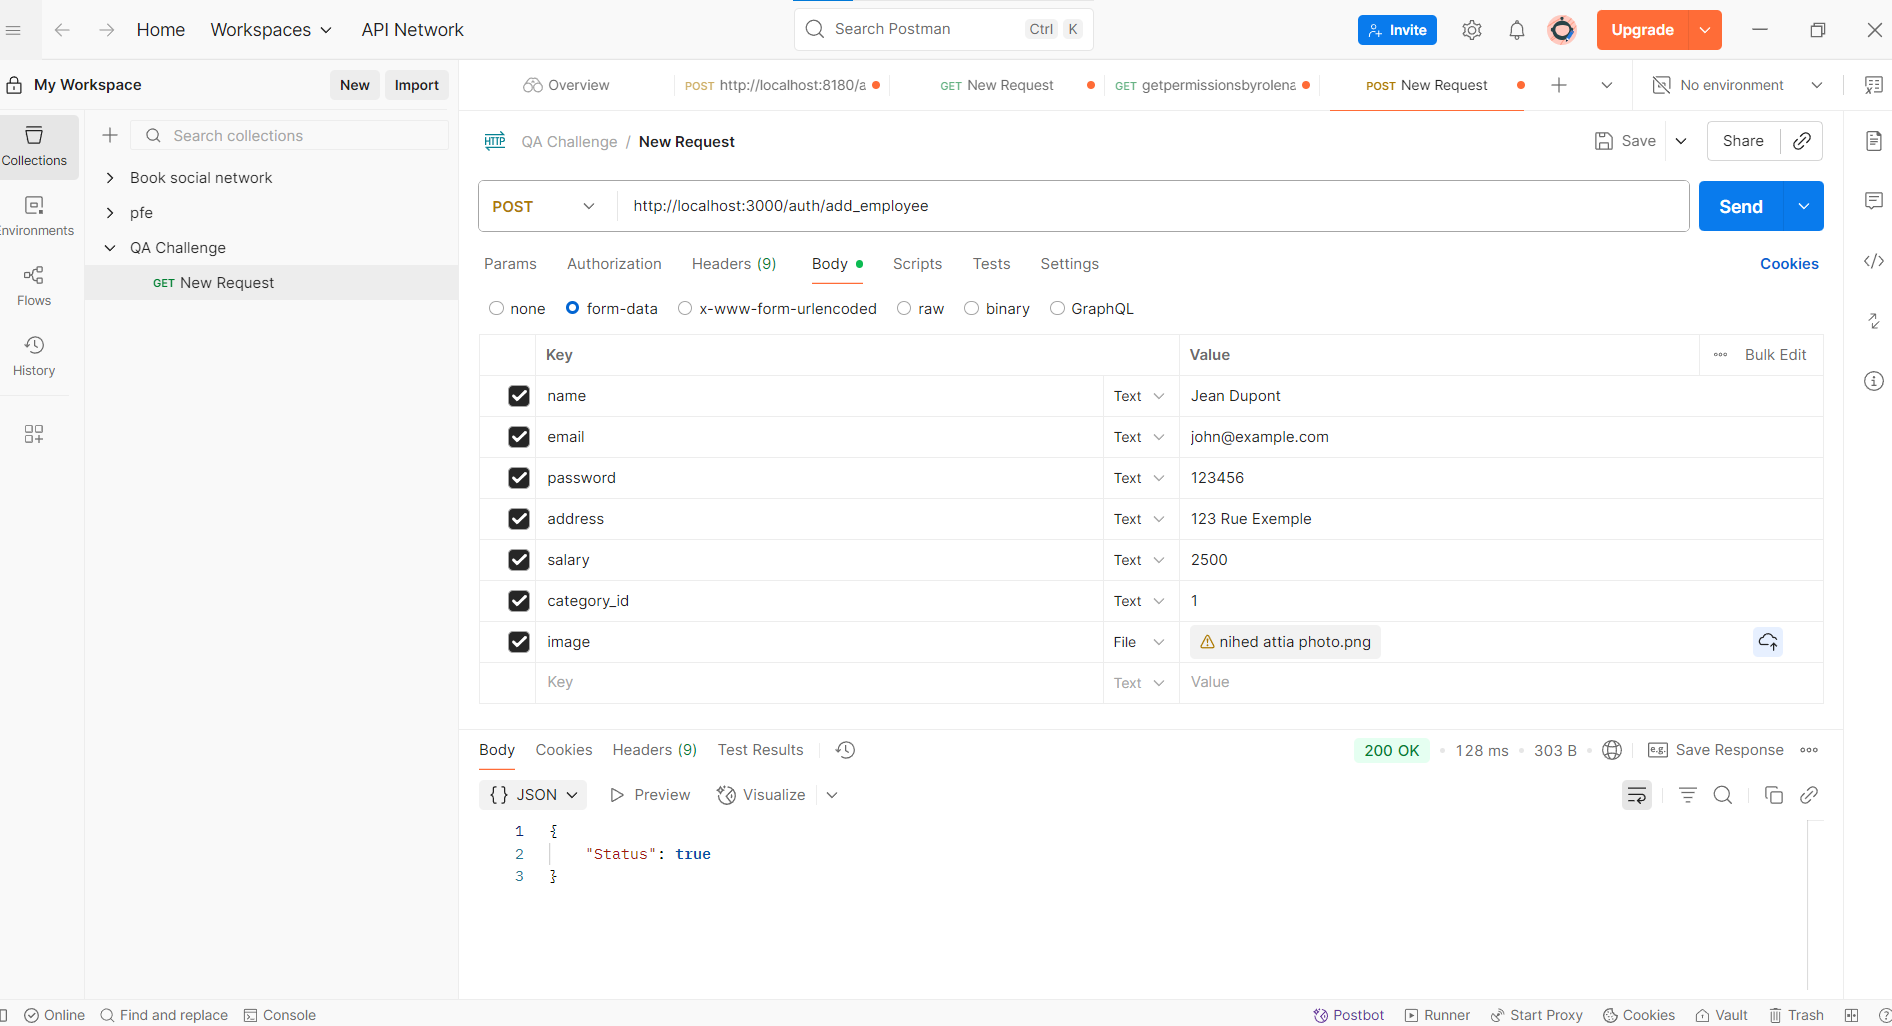 Home Workspaces API Network Search Postman Ctrl K Invite Upgrade
My Workspace New Import Overview POST http://localhost:8180/a GET New Request GET getpermissionsbyrolena POST New Request No environment
Search collections
Collections
Environments
Flows
History
Book social network
pfe
QA Challenge
GET New Request
HTTP QA Challenge / New Request Save Share
POST http://localhost:3000/auth/add_employee Send
Params Authorization Headers (9) Body Scripts Tests Settings Cookies
none form-data x-www-form-urlencoded raw binary GraphQL
Key Value Bulk Edit
name Text Jean Dupont
email Text john@example.com
password Text 123456
address Text 123 Rue Exemple
salary Text 2500
category_id Text 1
image File nihed attia photo.png
Key Text Value
Body Cookies Headers (9) Test Results 200 OK 128 ms 303 B e.g. Save Response
{} JSON Preview Visualize
1 {
2 "Status": true
3 }
Online Find and replace Console Postbot Runner Start Proxy Cookies Vault Trash